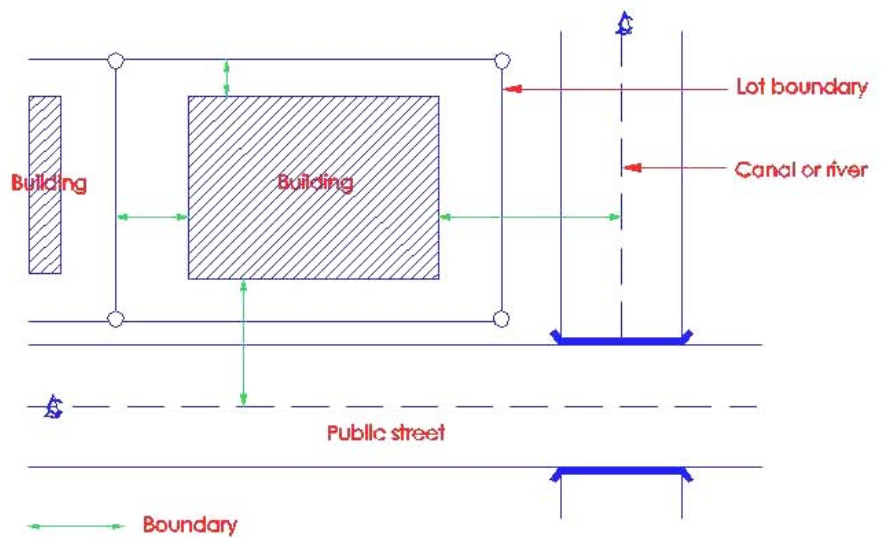 Lot boundary
Building
Building
Canal or river
Public street
Boundary